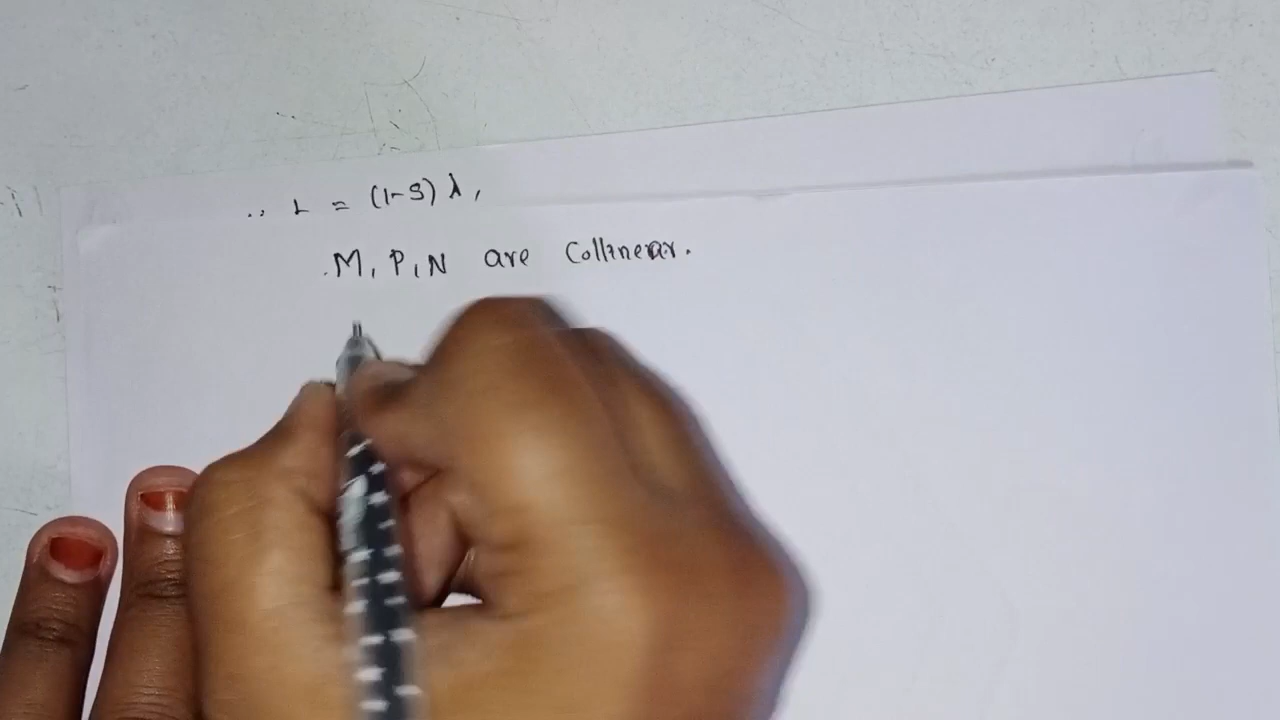 ∴ L = (1-S) λ,
M, P, N are Collinear.